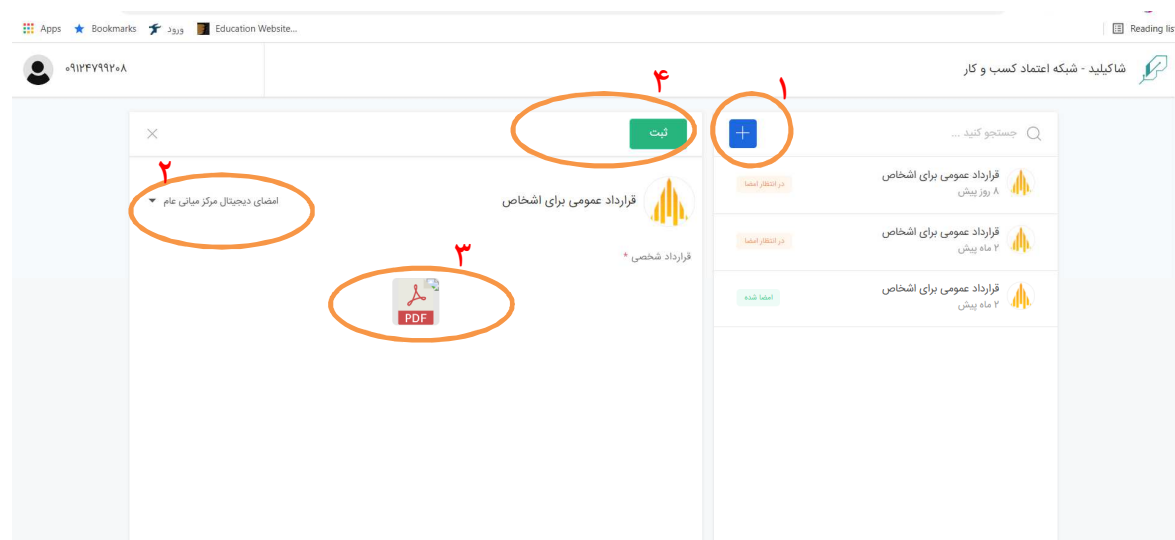 Apps Bookmarks ورود Education Website... Reading lis
شاکیلید - شبکه اعتماد کسب و کار
۰۹۱۲۴۷۹۹۲۰۸
۱
۴
جستجو کنید ...
ثبت
قرارداد عمومی برای اشخاص
۸ روز پیش
در انتظار امضا
قرارداد عمومی برای اشخاص
۲ ماه پیش
در انتظار امضا
قرارداد عمومی برای اشخاص
۲ ماه پیش
امضا شده
قرارداد عمومی برای اشخاص
۲
امضای دیجیتال مرکز میانی عام
قرارداد شخصی *
۳
PDF